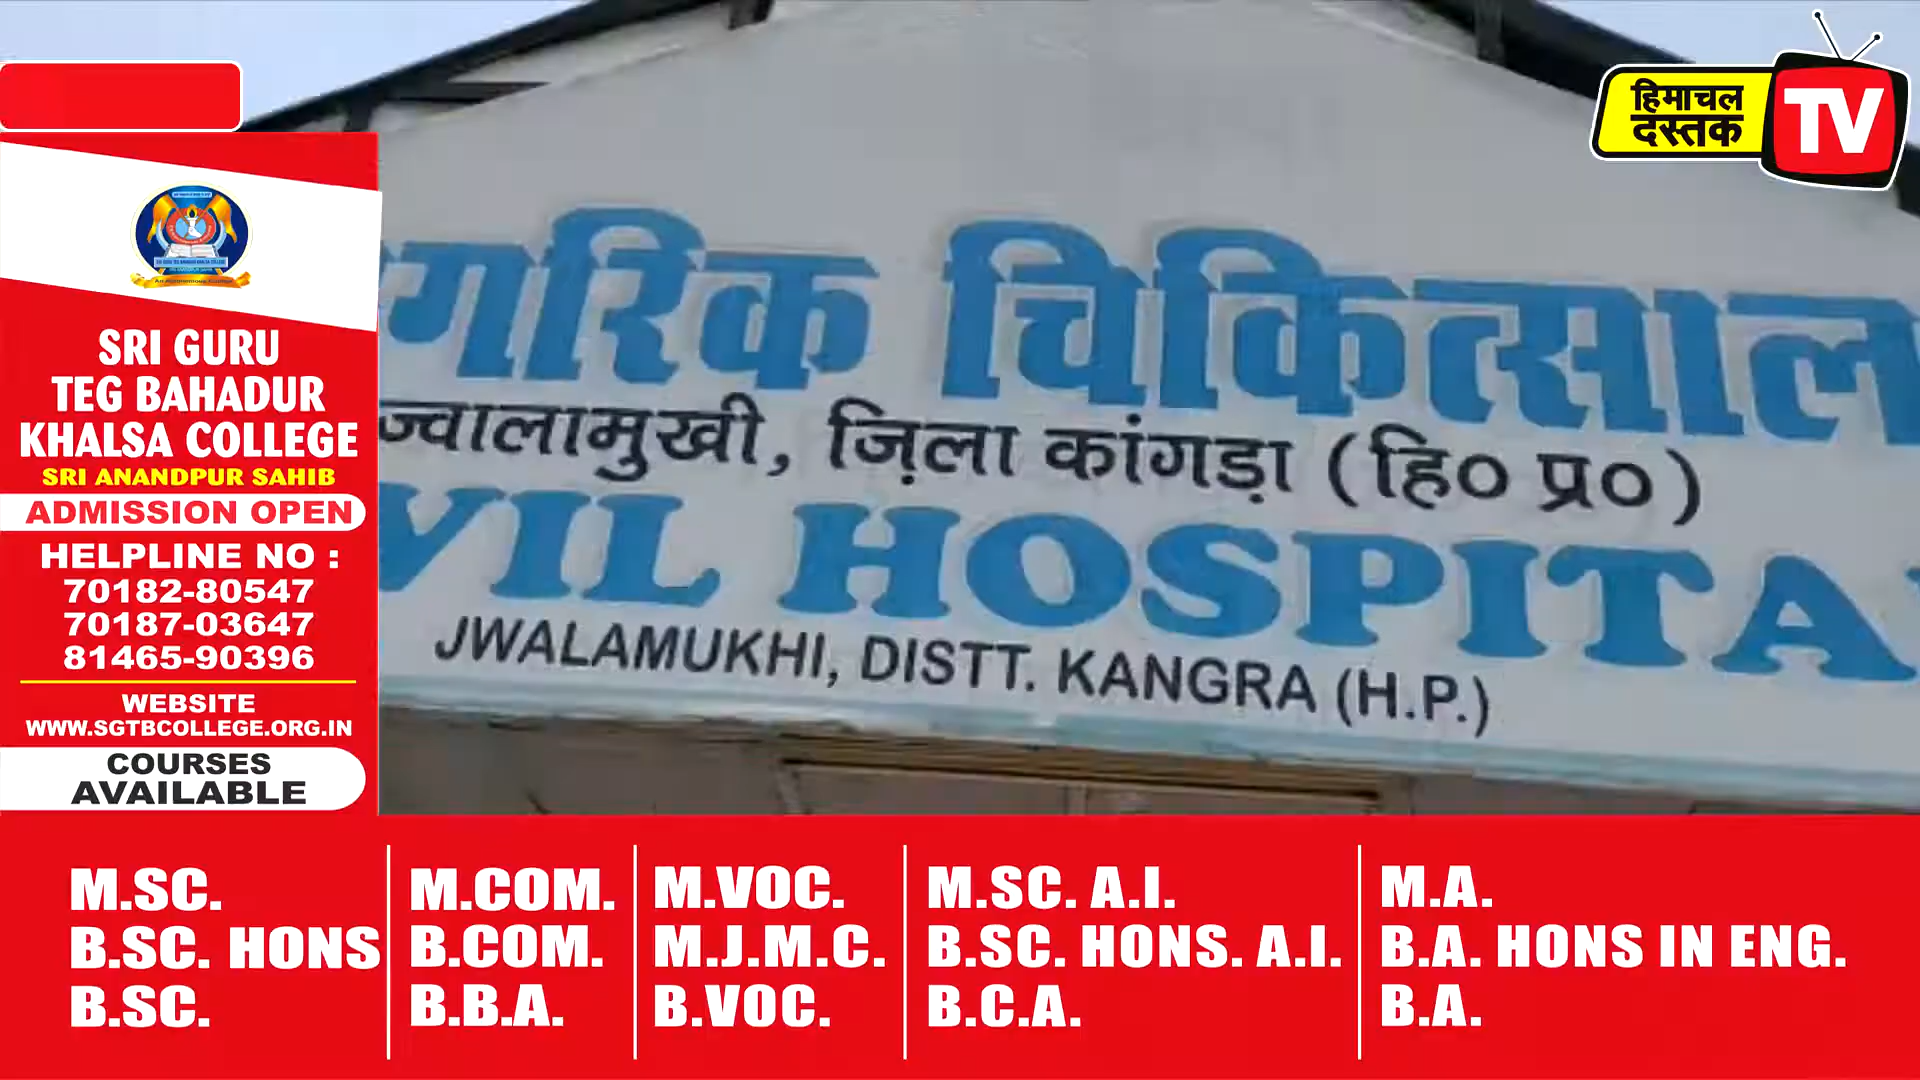 हिमाचल
दस्तक
TV
गरिक चिकित्साल
ज्वालामुखी, ज़िला कांगड़ा (हि० प्र०)
VIL HOSPITA
JWALAMUKHI, DISTT. KANGRA (H.P.)
SRI GURU
TEG BAHADUR
KHALSA COLLEGE
SRI ANANDPUR SAHIB
ADMISSION OPEN
HELPLINE NO :
70182-80547
70187-03647
81465-90396
WEBSITE
WWW.SGTBCOLLEGE.ORG.IN
COURSES
AVAILABLE
M.SC.
B.SC. HONS
B.SC.
M.COM.
B.COM.
B.B.A.
M.VOC.
M.J.M.C.
B.VOC.
M.SC. A.I.
B.SC. HONS. A.I.
B.C.A.
M.A.
B.A. HONS IN ENG.
B.A.